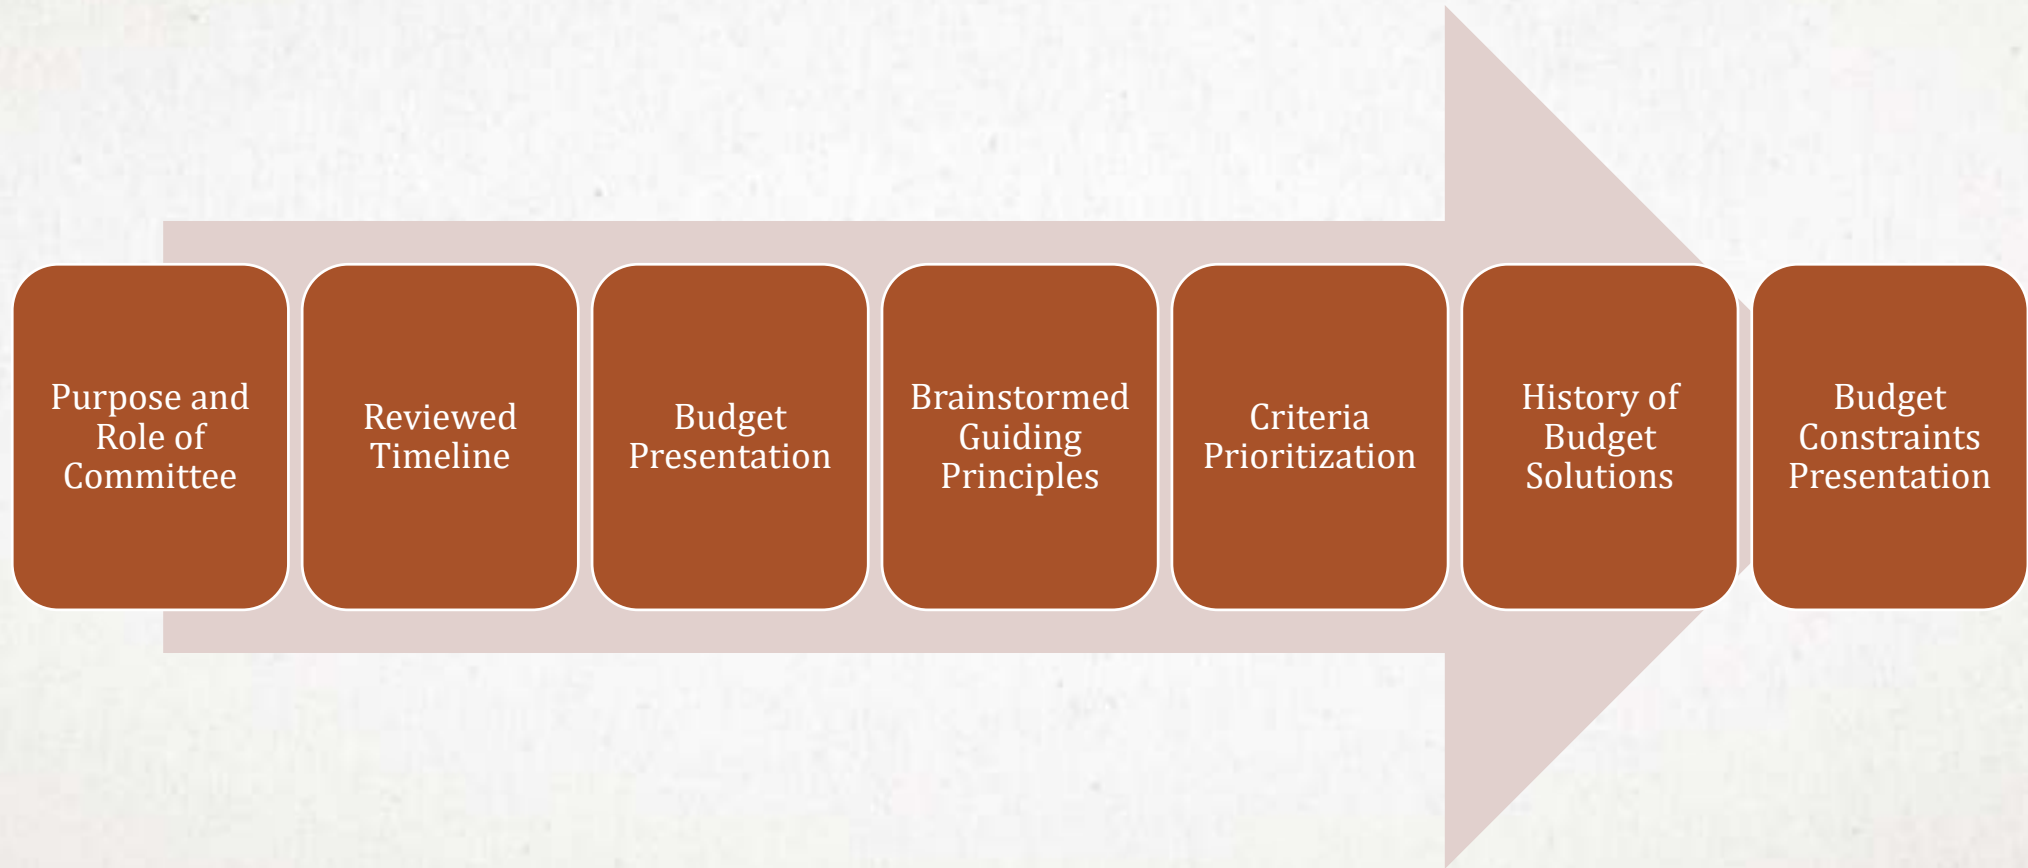 Purpose and
Role of
Committee
Reviewed
Timeline
Budget
Presentation
Brainstormed
Guiding
Principles
Criteria
Prioritization
History of
Budget
Solutions
Budget
Constraints
Presentation